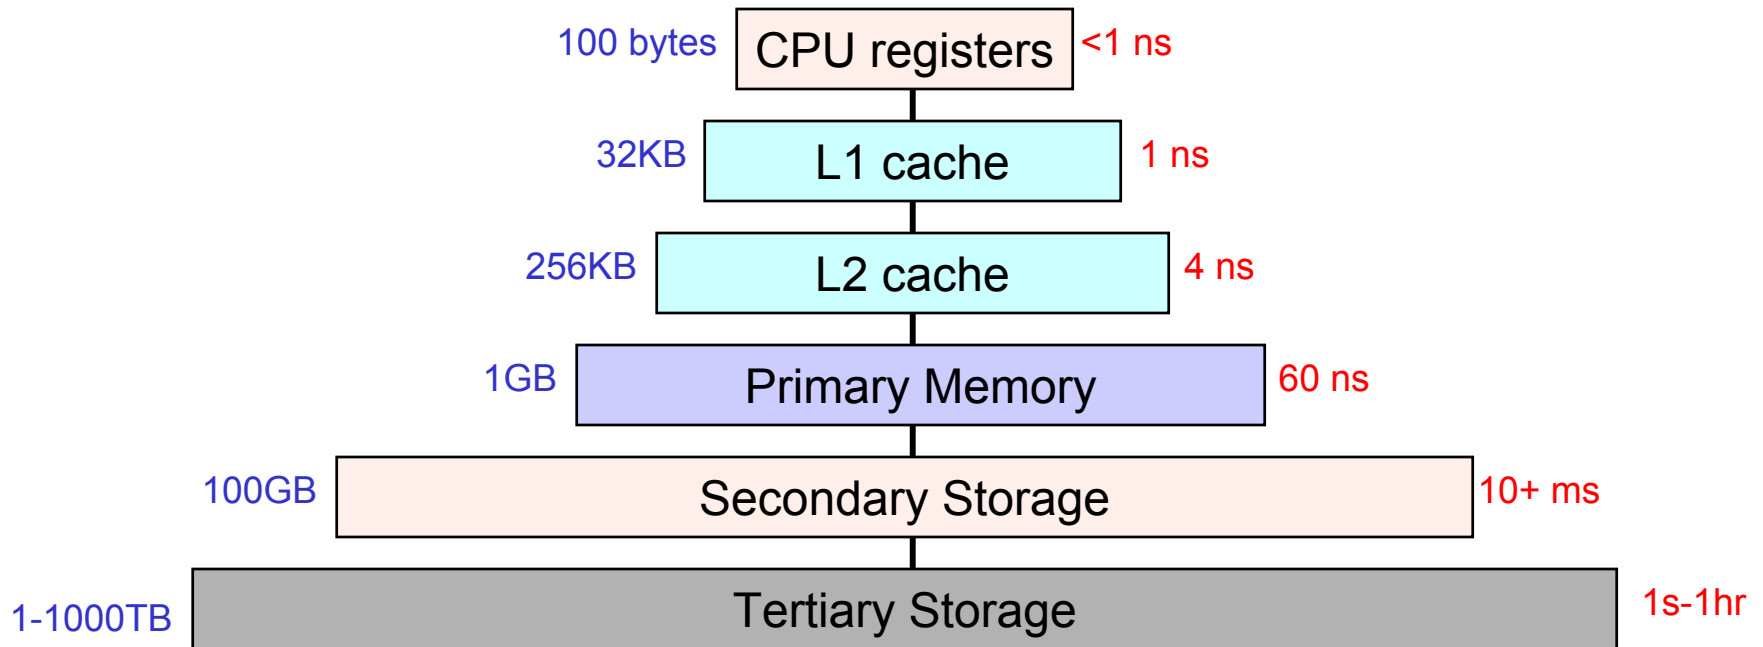 100 bytes CPU registers <1 ns
32KB L1 cache 1 ns
256KB L2 cache 4 ns
1GB Primary Memory 60 ns
100GB Secondary Storage 10+ ms
1-1000TB Tertiary Storage 1s-1hr